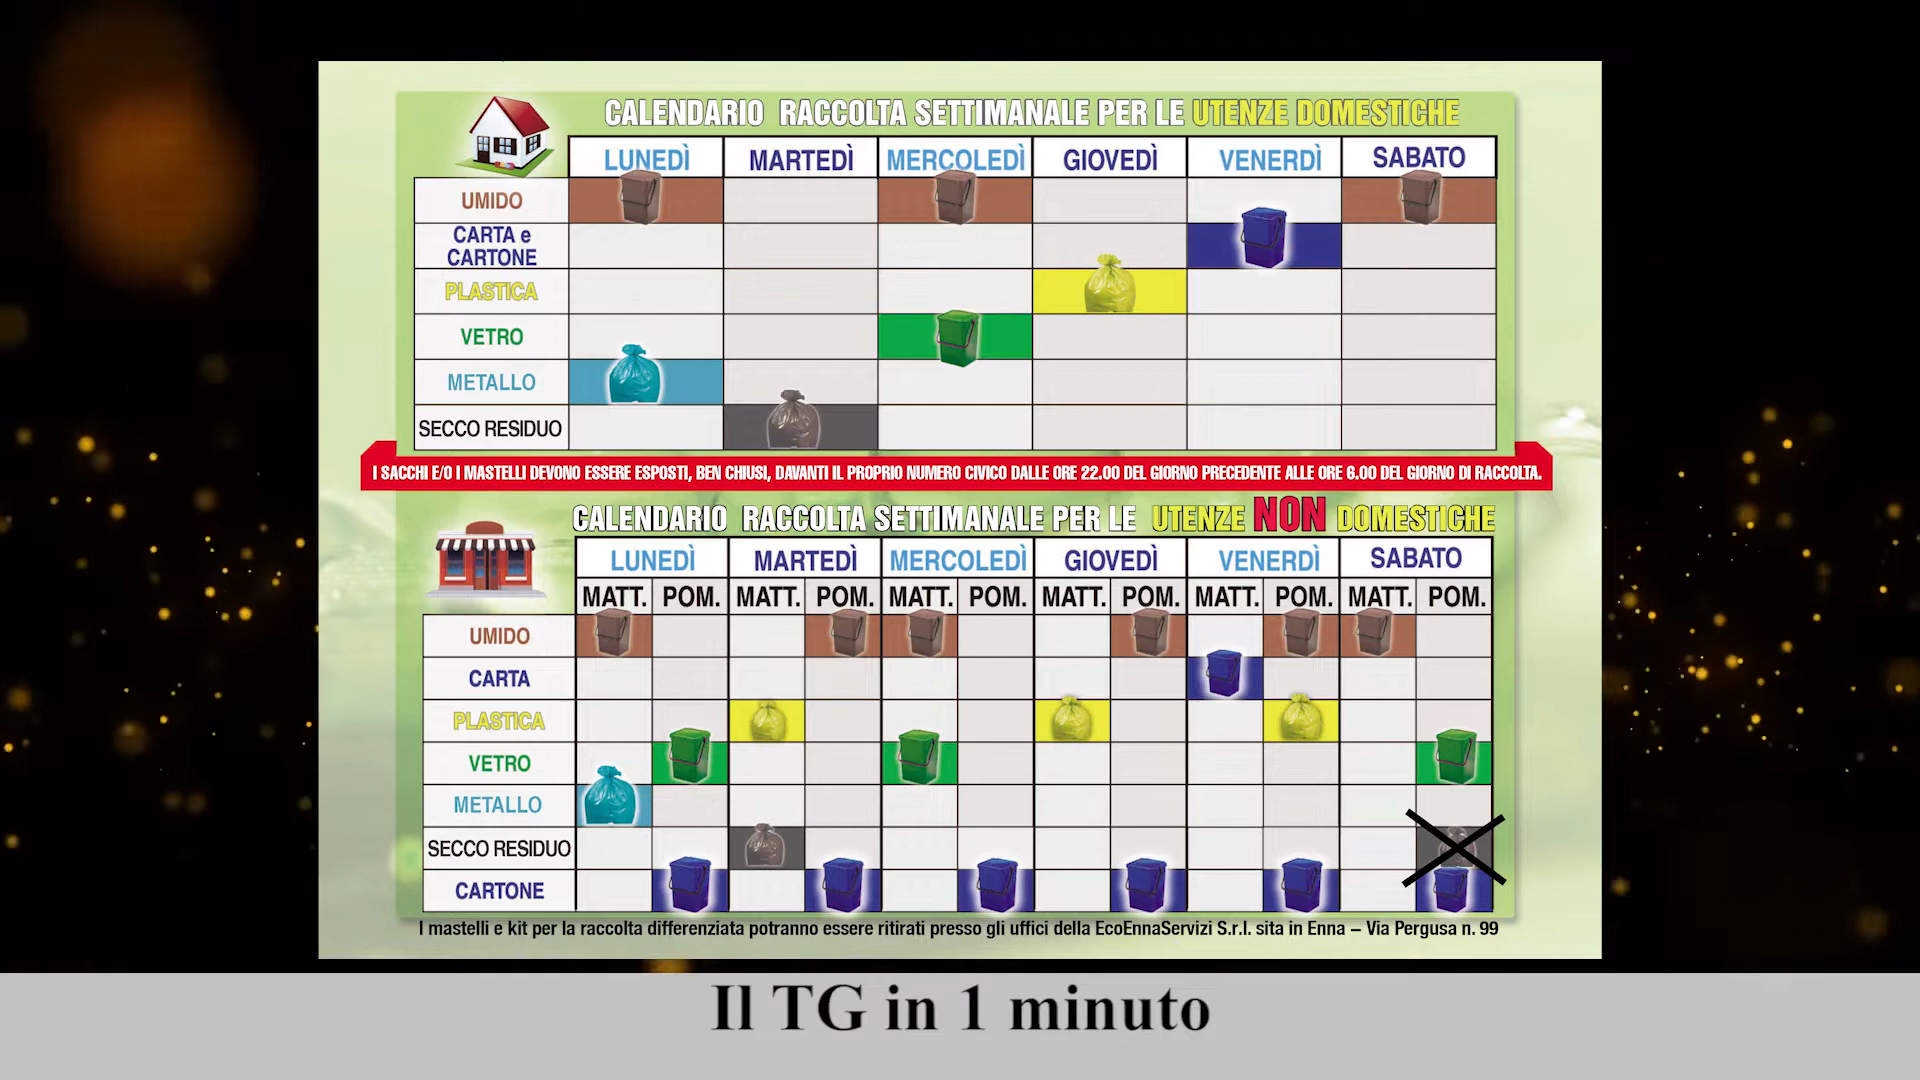 CALENDARIO RACCOLTA SETTIMANALE PER LE UTENZE DOMESTICHE
LUNEDÌ MARTEDÌ MERCOLEDÌ GIOVEDÌ VENERDÌ SABATO
UMIDO
CARTA e
CARTONE
PLASTICA
VETRO
METALLO
SECCO RESIDUO
I SACCHI E/O I MASTELLI DEVONO ESSERE ESPOSTI, BEN CHIUSI, DAVANTI IL PROPRIO NUMERO CIVICO DALLE ORE 22.00 DEL GIORNO PRECEDENTE ALLE ORE 6.00 DEL GIORNO DI RACCOLTA.
CALENDARIO RACCOLTA SETTIMANALE PER LE UTENZE NON DOMESTICHE
LUNEDÌ MARTEDÌ MERCOLEDÌ GIOVEDÌ VENERDÌ SABATO
MATT. POM. MATT. POM. MATT. POM. MATT. POM. MATT. POM. MATT. POM.
UMIDO
CARTA
PLASTICA
VETRO
METALLO
SECCO RESIDUO
CARTONE
I mastelli e kit per la raccolta differenziata potranno essere ritirati presso gli uffici della EcoEnnaServizi S.r.l. sita in Enna – Via Pergusa n. 99
Il TG in 1 minuto